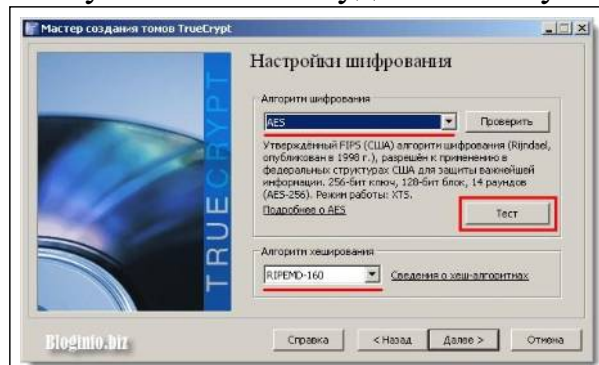 Мастер создания томов TrueCrypt
TRUECRYPT
Настройки шифрования
Алгоритм шифрования
AES
Проверить
Утверждённый FIPS (США) алгоритм шифрования (Rijndael,
опубликован в 1998 г.), разрешён к применению в
федеральных структурах США для защиты важнейшей
информации. 256-бит ключ, 128-бит блок, 14 раундов
(AES-256). Режим работы: XTS.
Подробнее о AES
Тест
Алгоритм хеширования
RIPEMD-160
Сведения о хеш-алгоритмах
Bloginfo.biz
Справка
< Назад
Далее >
Отмена